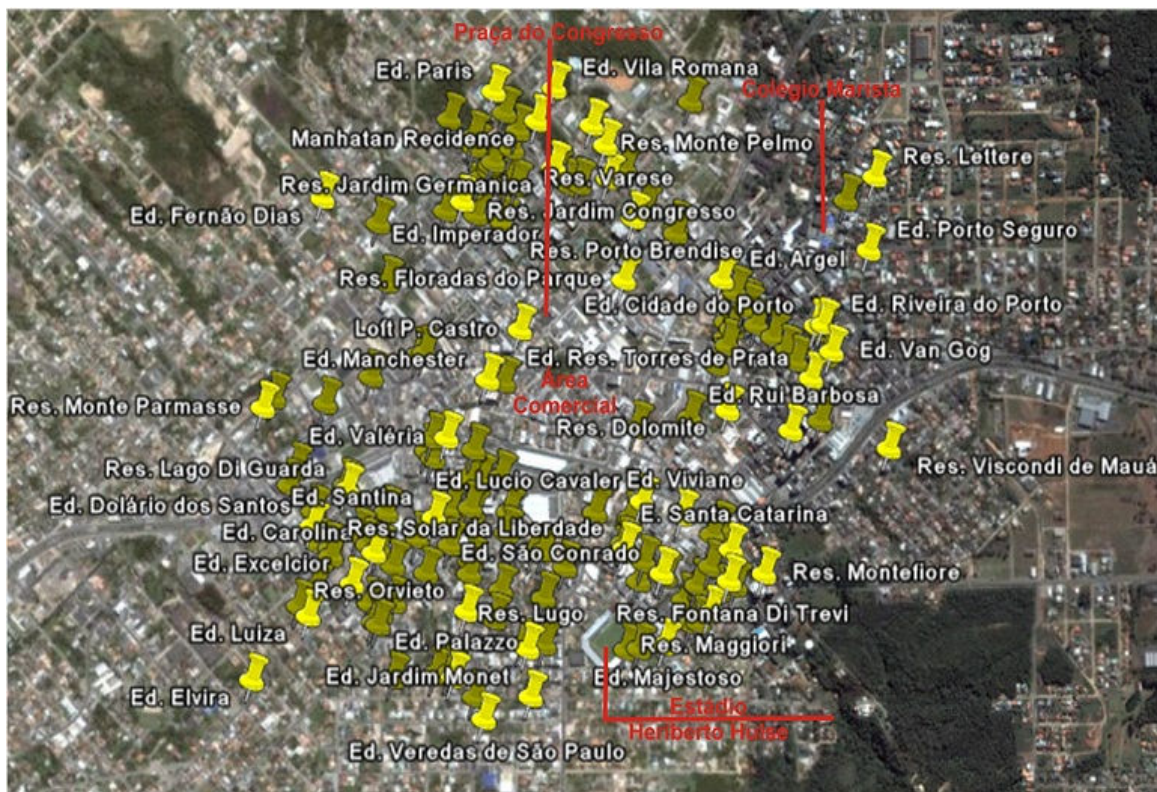 Praça do Congresso
Ed. Paris
Ed. Vila Romana
Colégio Marista
Manhatan Recidence
Res. Monte Pelmo
Res. Lettere
Res. Jardim Germanica
Res. Varese
Ed. Fernão Dias
Res. Jardim Congresso
Ed. Imperador
Ed. Porto Seguro
Res. Porto Brendise
Ed. Argel
Res. Floradas do Parque
Ed. Cidade do Porto
Ed. Riveira do Porto
Loft P. Castro
Ed. Manchester
Ed. Res. Torres de Prata
Ed. Van Gog
Área
Comercial
Ed. Rui Barbosa
Res. Monte Parmasse
Res. Dolomite
Ed. Valéria
Res. Lago Di Guarda
Res. Viscondi de Mauá
Ed. Lucio Cavaler
Ed. Viviane
Ed. Dolário dos Santos
Ed. Santina
E. Santa Catarina
Ed. Carolina
Res. Solar da Liberdade
Ed. Excelcior
Ed. São Conrado
Res. Montefiore
Res. Orvieto
Res. Lugo
Res. Fontana Di Trevi
Ed. Luiza
Ed. Palazzo
Res. Maggiori
Ed. Elvira
Ed. Jardim Monet
Ed. Majestoso
Estádio
Heriberto Hulse
Ed. Veredas de São Paulo